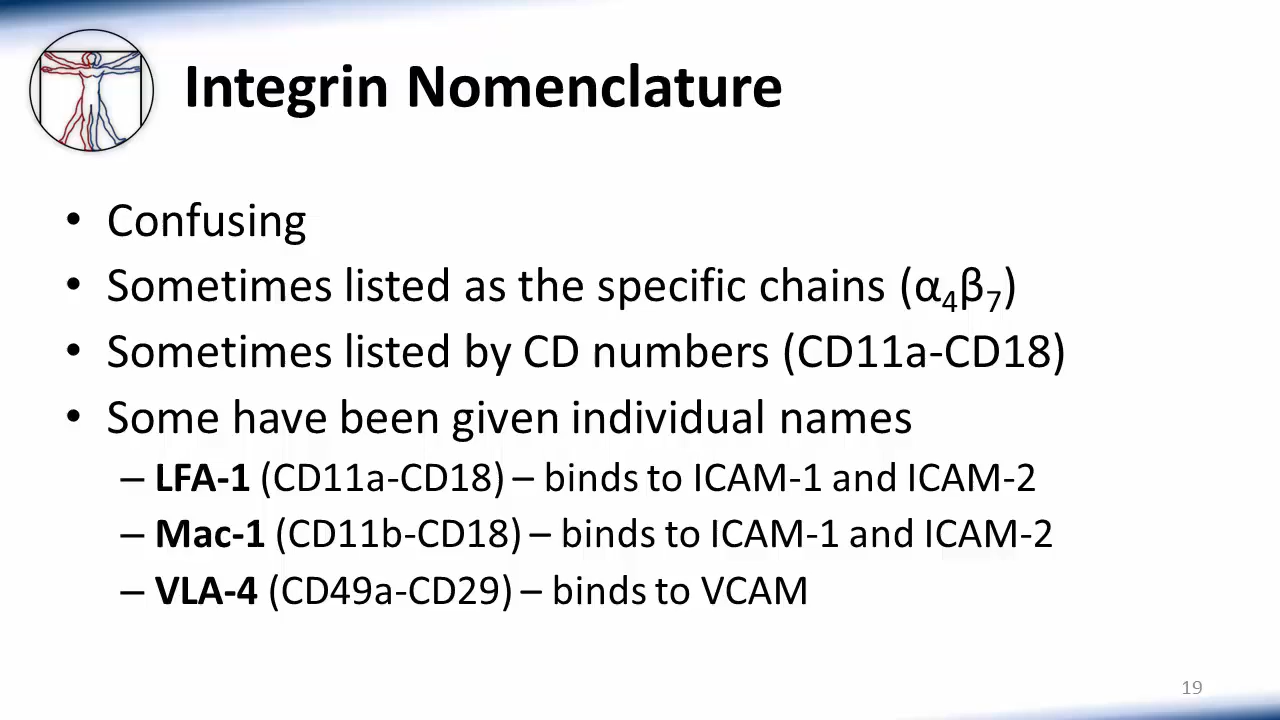 Integrin Nomenclature
• Confusing
• Sometimes listed as the specific chains (α₄β₇)
• Sometimes listed by CD numbers (CD11a-CD18)
• Some have been given individual names
– LFA-1 (CD11a-CD18) – binds to ICAM-1 and ICAM-2
– Mac-1 (CD11b-CD18) – binds to ICAM-1 and ICAM-2
– VLA-4 (CD49a-CD29) – binds to VCAM
19